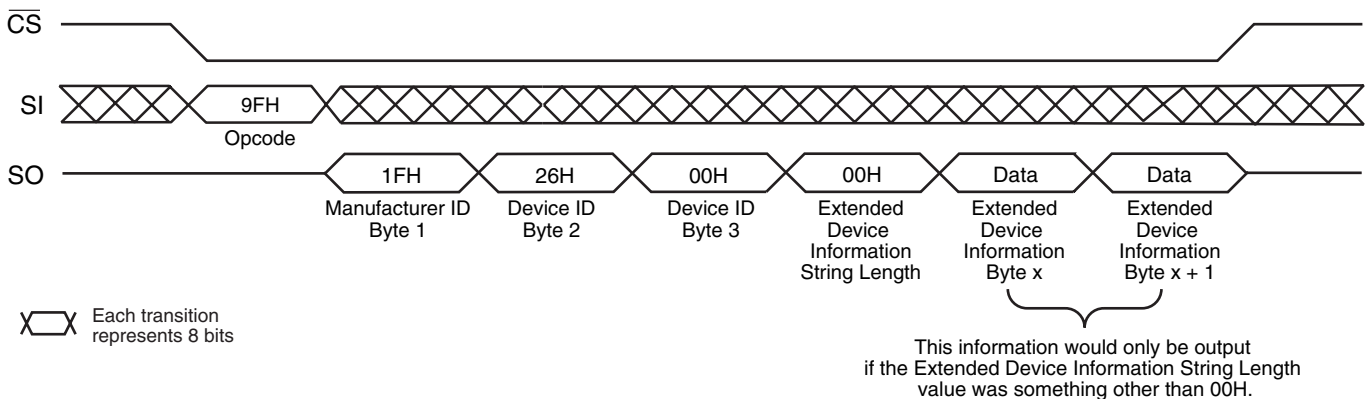 CS
SI
9FH
Opcode
SO
1FH
26H
00H
00H
Data
Data
Manufacturer ID
Byte 1
Device ID
Byte 2
Device ID
Byte 3
Extended
Device
Information
String Length
Extended
Device
Information
Byte x
Extended
Device
Information
Byte x + 1
Each transition
represents 8 bits
This information would only be output
if the Extended Device Information String Length
value was something other than 00H.